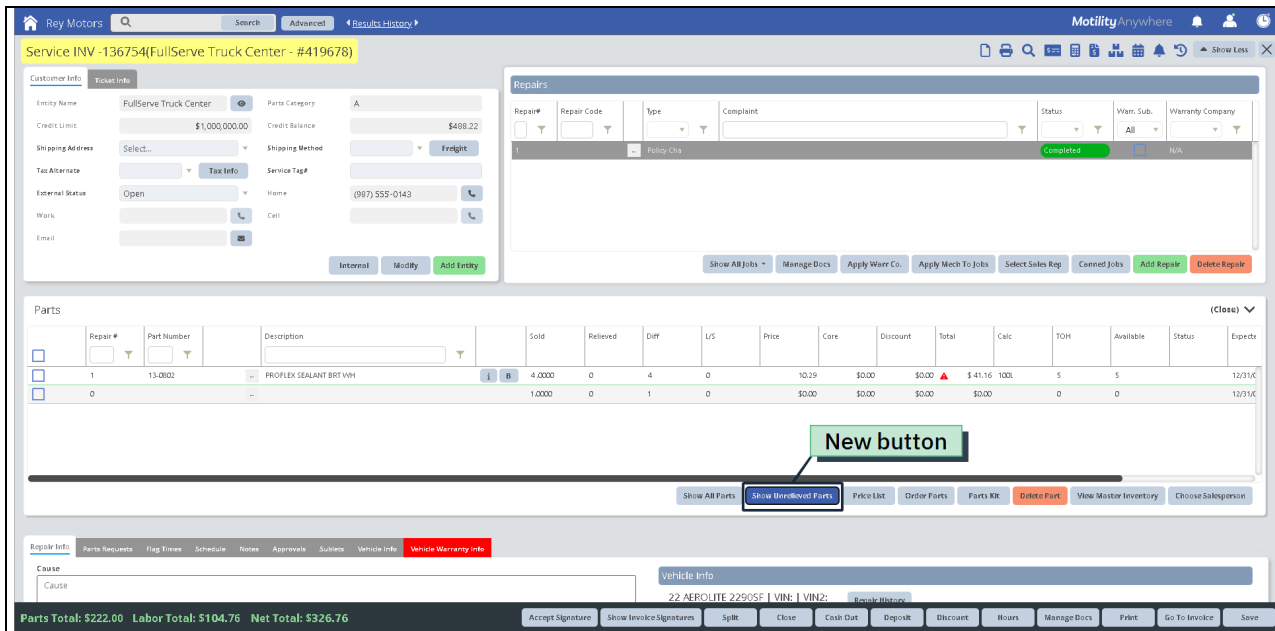 Rey Motors Search Advanced Results History MotilityAnywhere
Service INV -136754(FullServe Truck Center - #419678) Show Less
Customer Info Ticket Info
Entity Name FullServe Truck Center Parts Category A
Credit Limit $1,000,000.00 Credit Balance $488.22
Shipping Address Select... Shipping Method Freight
Tax Alternate Tax Info Service Tag#
External Status Open Home (987) 555-0143
Work Cell
Email
Internal Modify Add Entity
Repairs
Repair# Repair Code Type Complaint Status Warr. Sub. Warranty Company
All
1 ... Policy Cha Completed N/A
Show All Jobs Manage Docs Apply Warr Co. Apply Mech To Jobs Select Sales Rep Canned Jobs Add Repair Delete Repair
Parts (Close)
Repair # Part Number Description Sold Relieved Diff L/S Price Core Discount Total Calc TOH Available Status Expecte
1 13-0802 ... PROFLEX SEALANT BRT WH i B 4.0000 0 4 0 10.29 $0.00 $0.00 $41.16 100L 5 5 12/31/0
0 ... 1.0000 0 1 0 $0.00 $0.00 $0.00 $0.00 0 0 12/31/0
New button
Show All Parts Show Unrelieved Parts Price List Order Parts Parts Kit Delete Part View Master Inventory Choose Salesperson
Repair Info Parts Requests Flag Times Schedule Notes Approvals Sublets Vehicle Info Vehicle Warranty Info
Cause
Cause
Vehicle Info
22 AEROLITE 2290SF | VIN: | VIN2: Repair History
Parts Total: $222.00 Labor Total: $104.76 Net Total: $326.76 Accept Signature Show Invoice Signatures Split Close Cash Out Deposit Discount Hours Manage Docs Print Go To Invoice Save